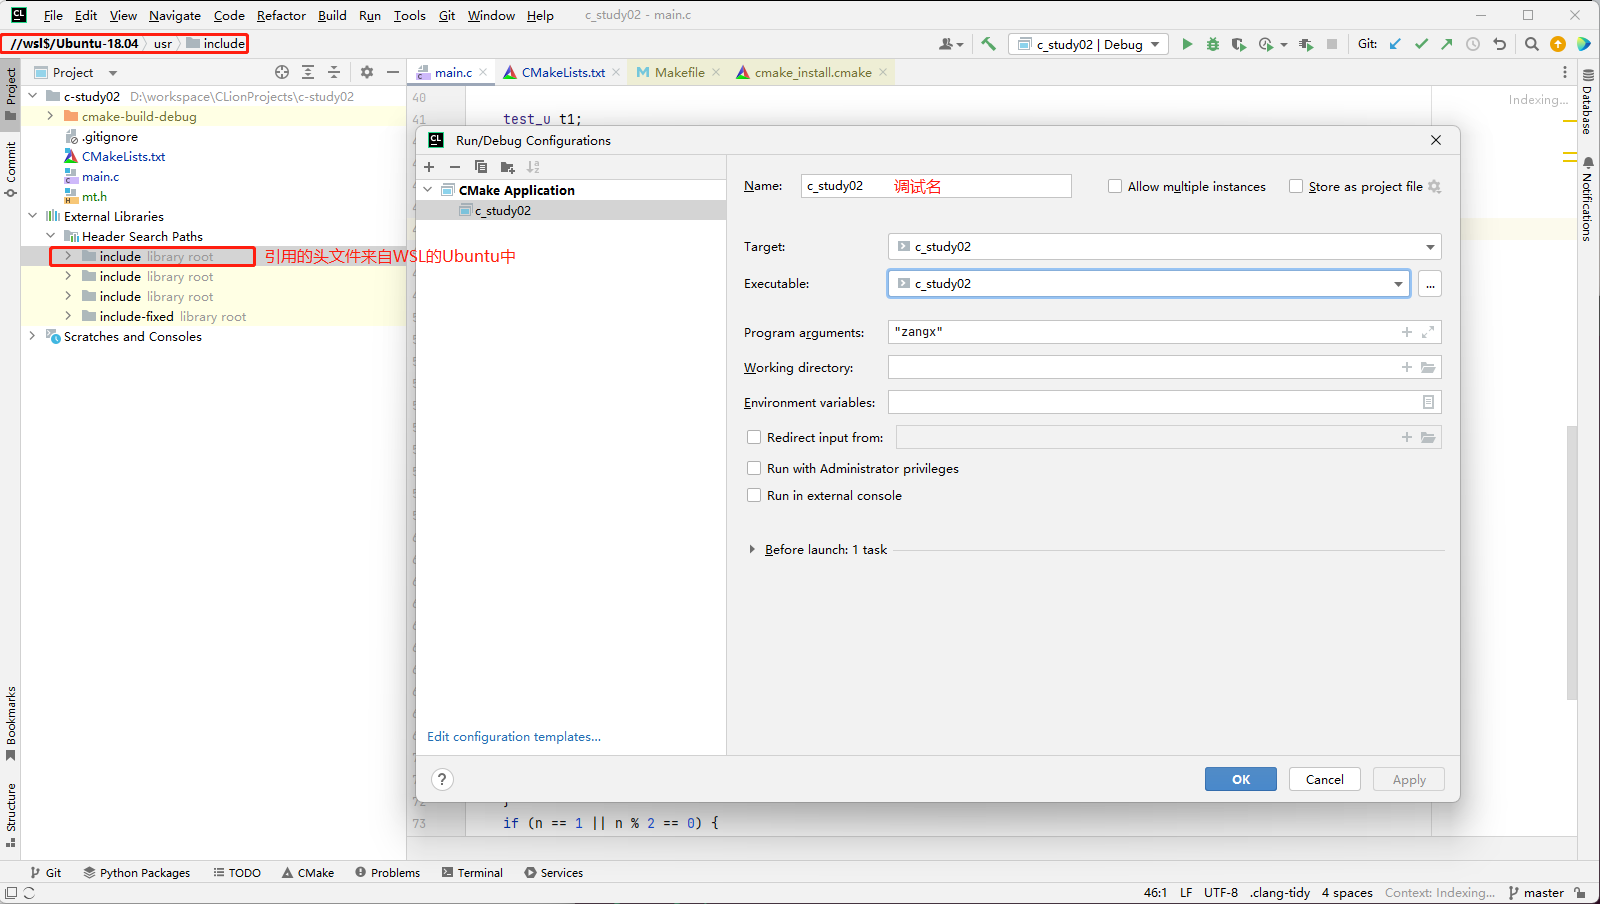 File Edit View Navigate Code Refactor Build Run Tools Git Window Help c_study02 - main.c
//wsl$/Ubuntu-18.04 usr include
c_study02 | Debug Git:
Project
main.c CMakeLists.txt Makefile cmake_install.cmake
Project
Commit
Bookmarks
Structure
c-study02 D:\workspace\CLionProjects\c-study02
cmake-build-debug
.gitignore
CMakeLists.txt
main.c
mt.h
External Libraries
Header Search Paths
include library root 引用的头文件来自WSL的Ubuntu中
include library root
include library root
include-fixed library root
Scratches and Consoles
40
41 test_u t1;
Indexing...
Database
Notifications
Run/Debug Configurations
CMake Application
c_study02
Edit configuration templates...
Name: c_study02 调试名 Allow multiple instances Store as project file
Target: c_study02
Executable: c_study02 ...
Program arguments: "zangx"
Working directory:
Environment variables:
Redirect input from:
Run with Administrator privileges
Run in external console
Before launch: 1 task
? OK Cancel Apply
72 }
73 if (n == 1 || n % 2 == 0) {
Git Python Packages TODO CMake Problems Terminal Services
46:1 LF UTF-8 .clang-tidy 4 spaces Context: Indexing... master